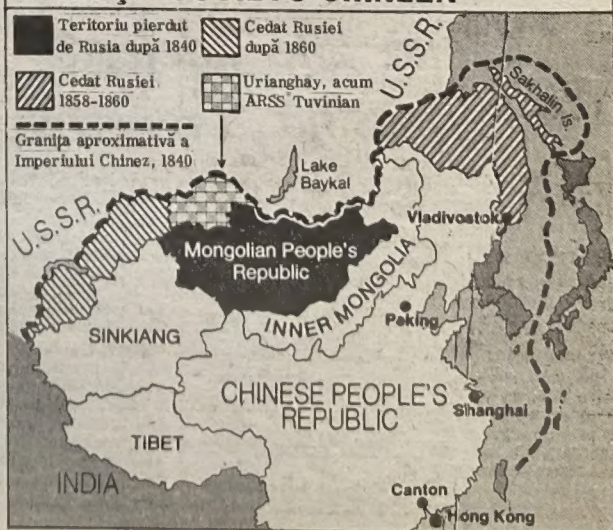 Teritoriu pierdut
de Rusia după 1840
Cedat Rusiei
după 1860
Cedat Rusiei
1858-1860
Urianghay, acum
ARSS Tuvinian
Granița aproximativă a
Imperiului Chinez, 1840
U.S.S.R.
Sakhalin Is.
Lake
Baykal
U.S.S.R.
Vladivostok
Mongolian People's
Republic
INNER MONGOLIA
Peking
SINKIANG
CHINESE PEOPLE'S
REPUBLIC
Shanghai
TIBET
INDIA
Canton
Hong Kong